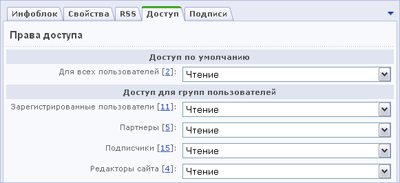 Инфоблок Свойства RSS Доступ Подписи
Права доступа
Доступ по умолчанию
Для всех пользователей [2]: Чтение
Доступ для групп пользователей
Зарегистрированные пользователи [11]: Чтение
Партнеры [5]: Чтение
Подписчики [15]: Чтение
Редакторы сайта [4]: Чтение